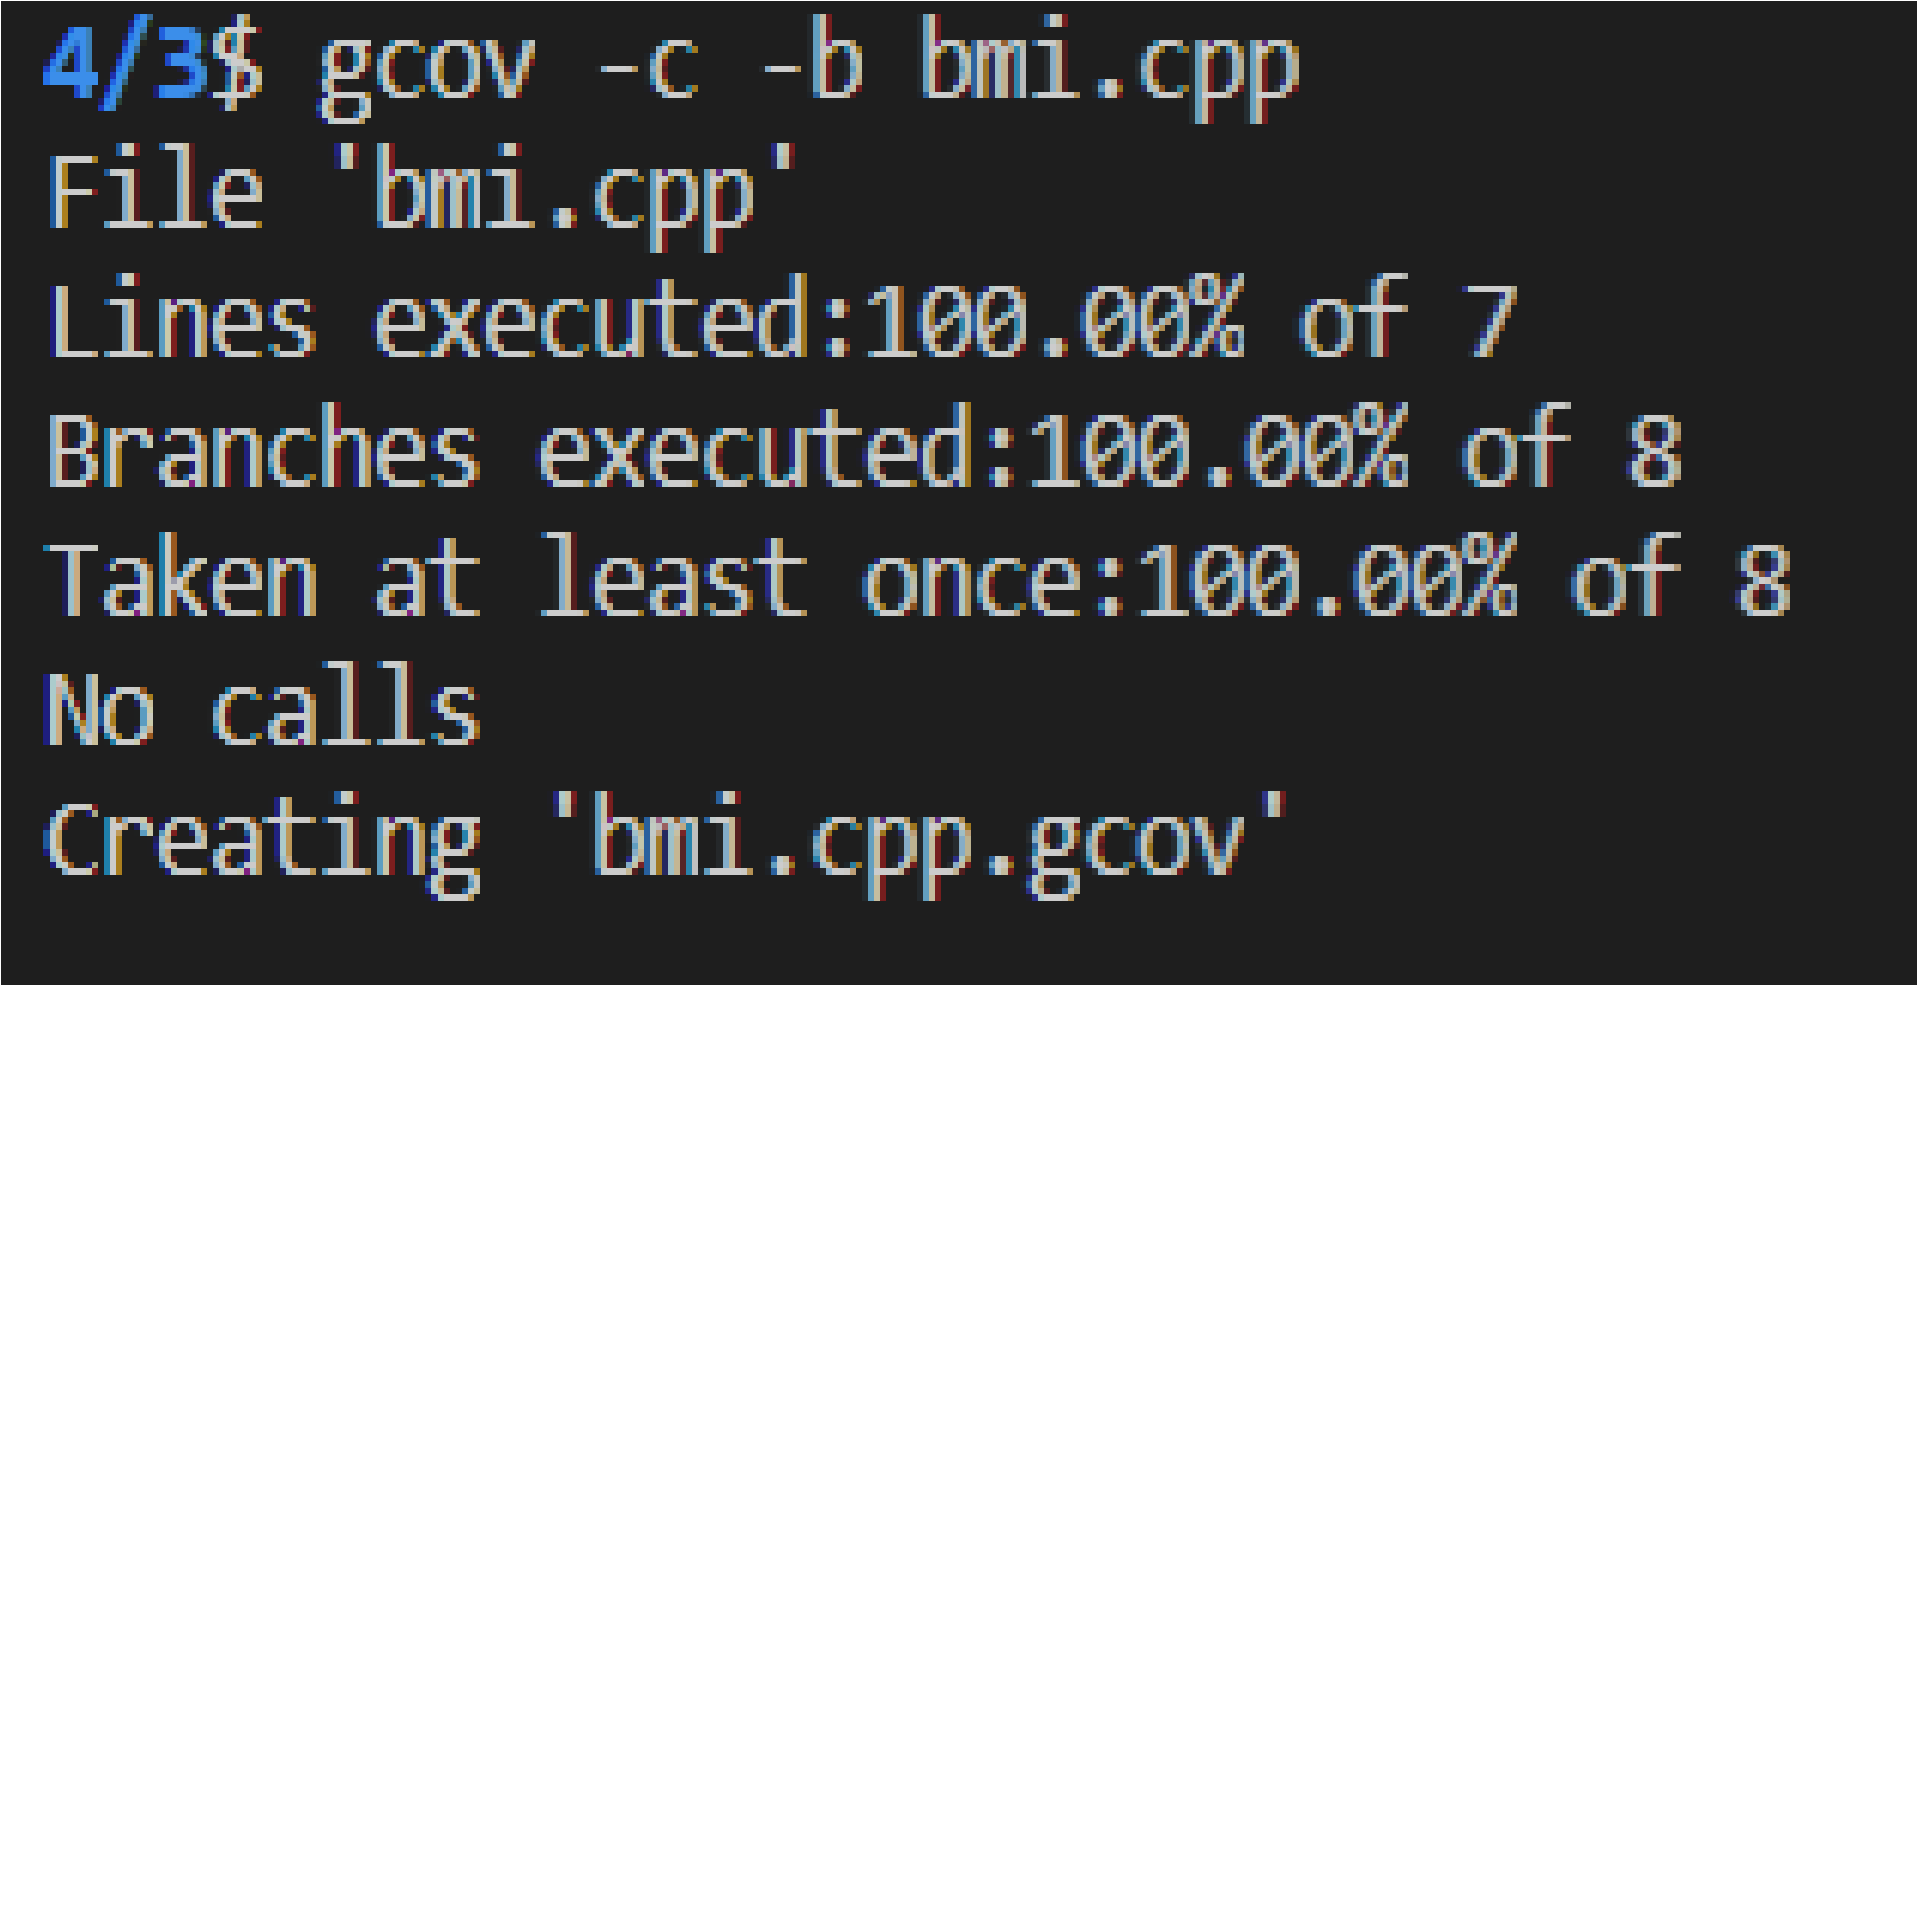 4/3$ gcov -c -b bmi.cpp
File 'bmi.cpp'
Lines executed:100.00% of 7
Branches executed:100.00% of 8
Taken at least once:100.00% of 8
No calls
Creating 'bmi.cpp.gcov'